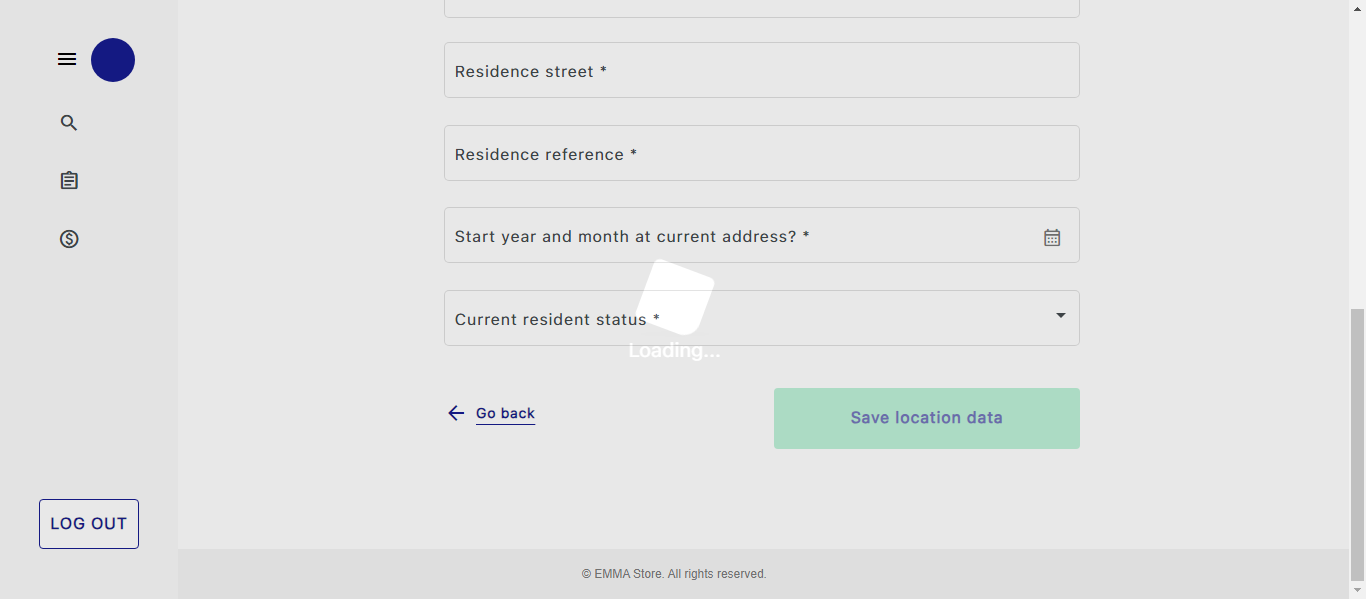 Residence street *
Residence reference *
Start year and month at current address? *
Current resident status *
Loading...
Go back
Save location data
LOG OUT
© EMMA Store. All rights reserved.